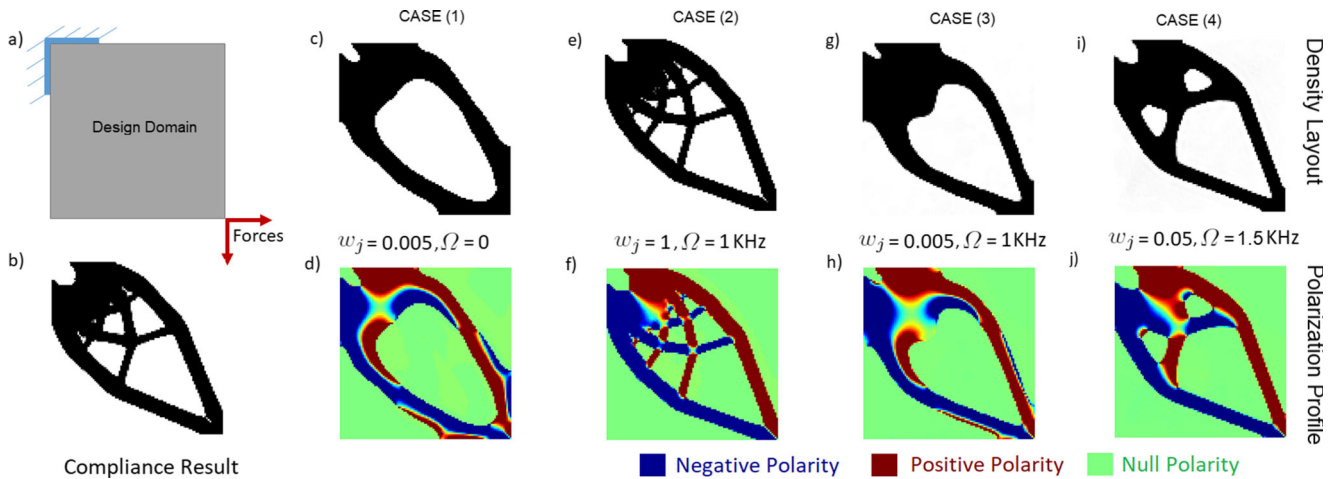 CASE (1)
CASE (2)
CASE (3)
CASE (4)
a)
c)
e)
g)
i)
Design Domain
Density Layout
Forces
w_j = 0.005, Ω = 0
w_j = 1, Ω = 1 KHz
w_j = 0.005, Ω = 1KHz
w_j = 0.05, Ω = 1.5 KHz
b)
d)
f)
h)
j)
Polarization Profile
Compliance Result
Negative Polarity
Positive Polarity
Null Polarity